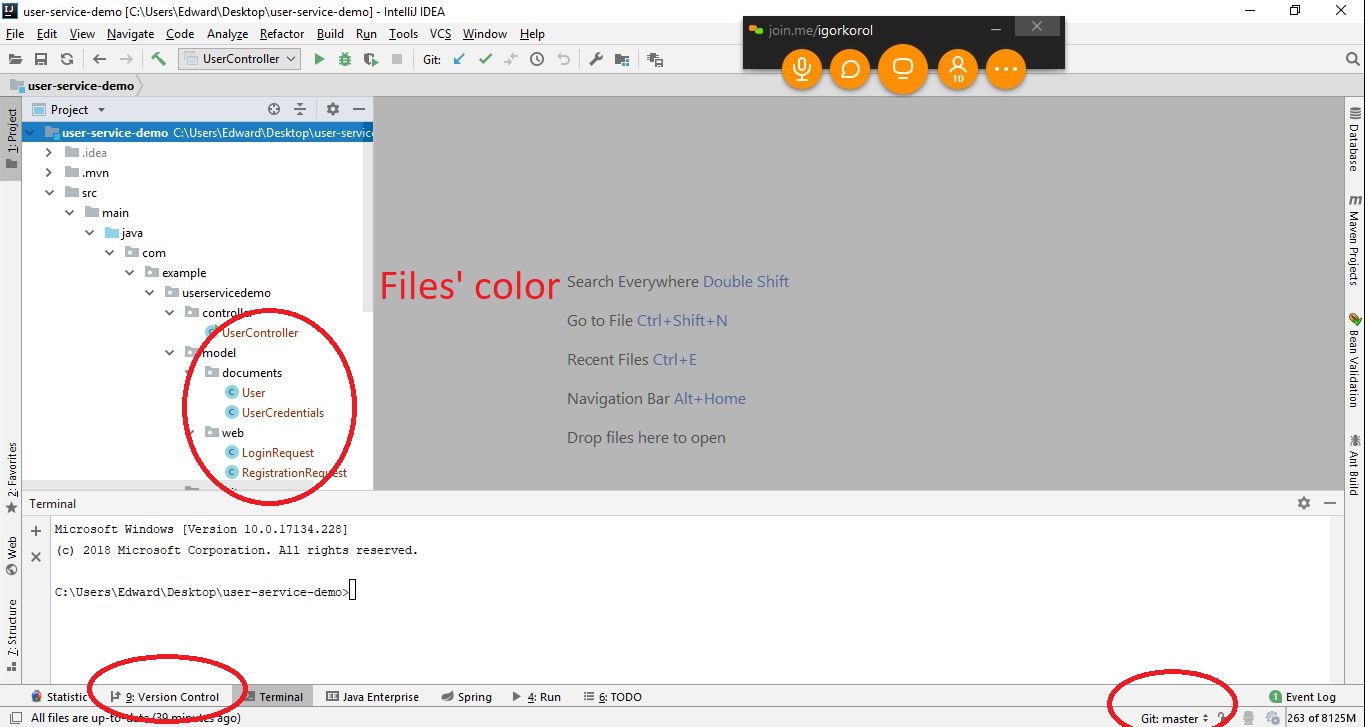 user-service-demo [C:\Users\Edward\Desktop\user-service-demo] - IntelliJ IDEA
File Edit View Navigate Code Analyze Refactor Build Run Tools VCS Window Help
join.me/igorkorol
UserController
Git:
10
user-service-demo
Project
user-service-demo C:\Users\Edward\Desktop\user-servic
.idea
.mvn
src
main
java
com
example
userservicedemo
controller
UserController
model
documents
User
UserCredentials
web
LoginRequest
RegistrationRequest
1: Project
2: Favorites
Web
7: Structure
Files' color
Search Everywhere Double Shift
Go to File Ctrl+Shift+N
Recent Files Ctrl+E
Navigation Bar Alt+Home
Drop files here to open
Database
Maven Projects
Bean Validation
Ant Build
Terminal
Microsoft Windows [Version 10.0.17134.228]
(c) 2018 Microsoft Corporation. All rights reserved.
C:\Users\Edward\Desktop\user-service-demo>
Statistic 9: Version Control Terminal Java Enterprise Spring 4: Run 6: TODO 1 Event Log
All files are up-to-date (39 minutes ago) Git: master 263 of 8125M